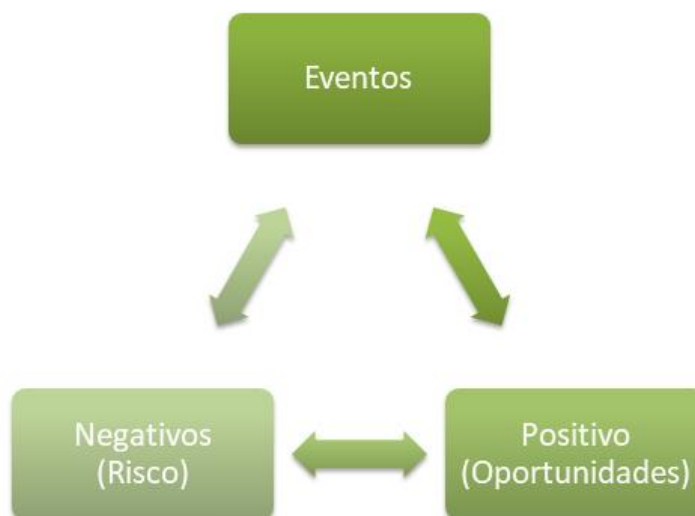 Eventos
Negativos
(Risco)
Positivo
(Oportunidades)